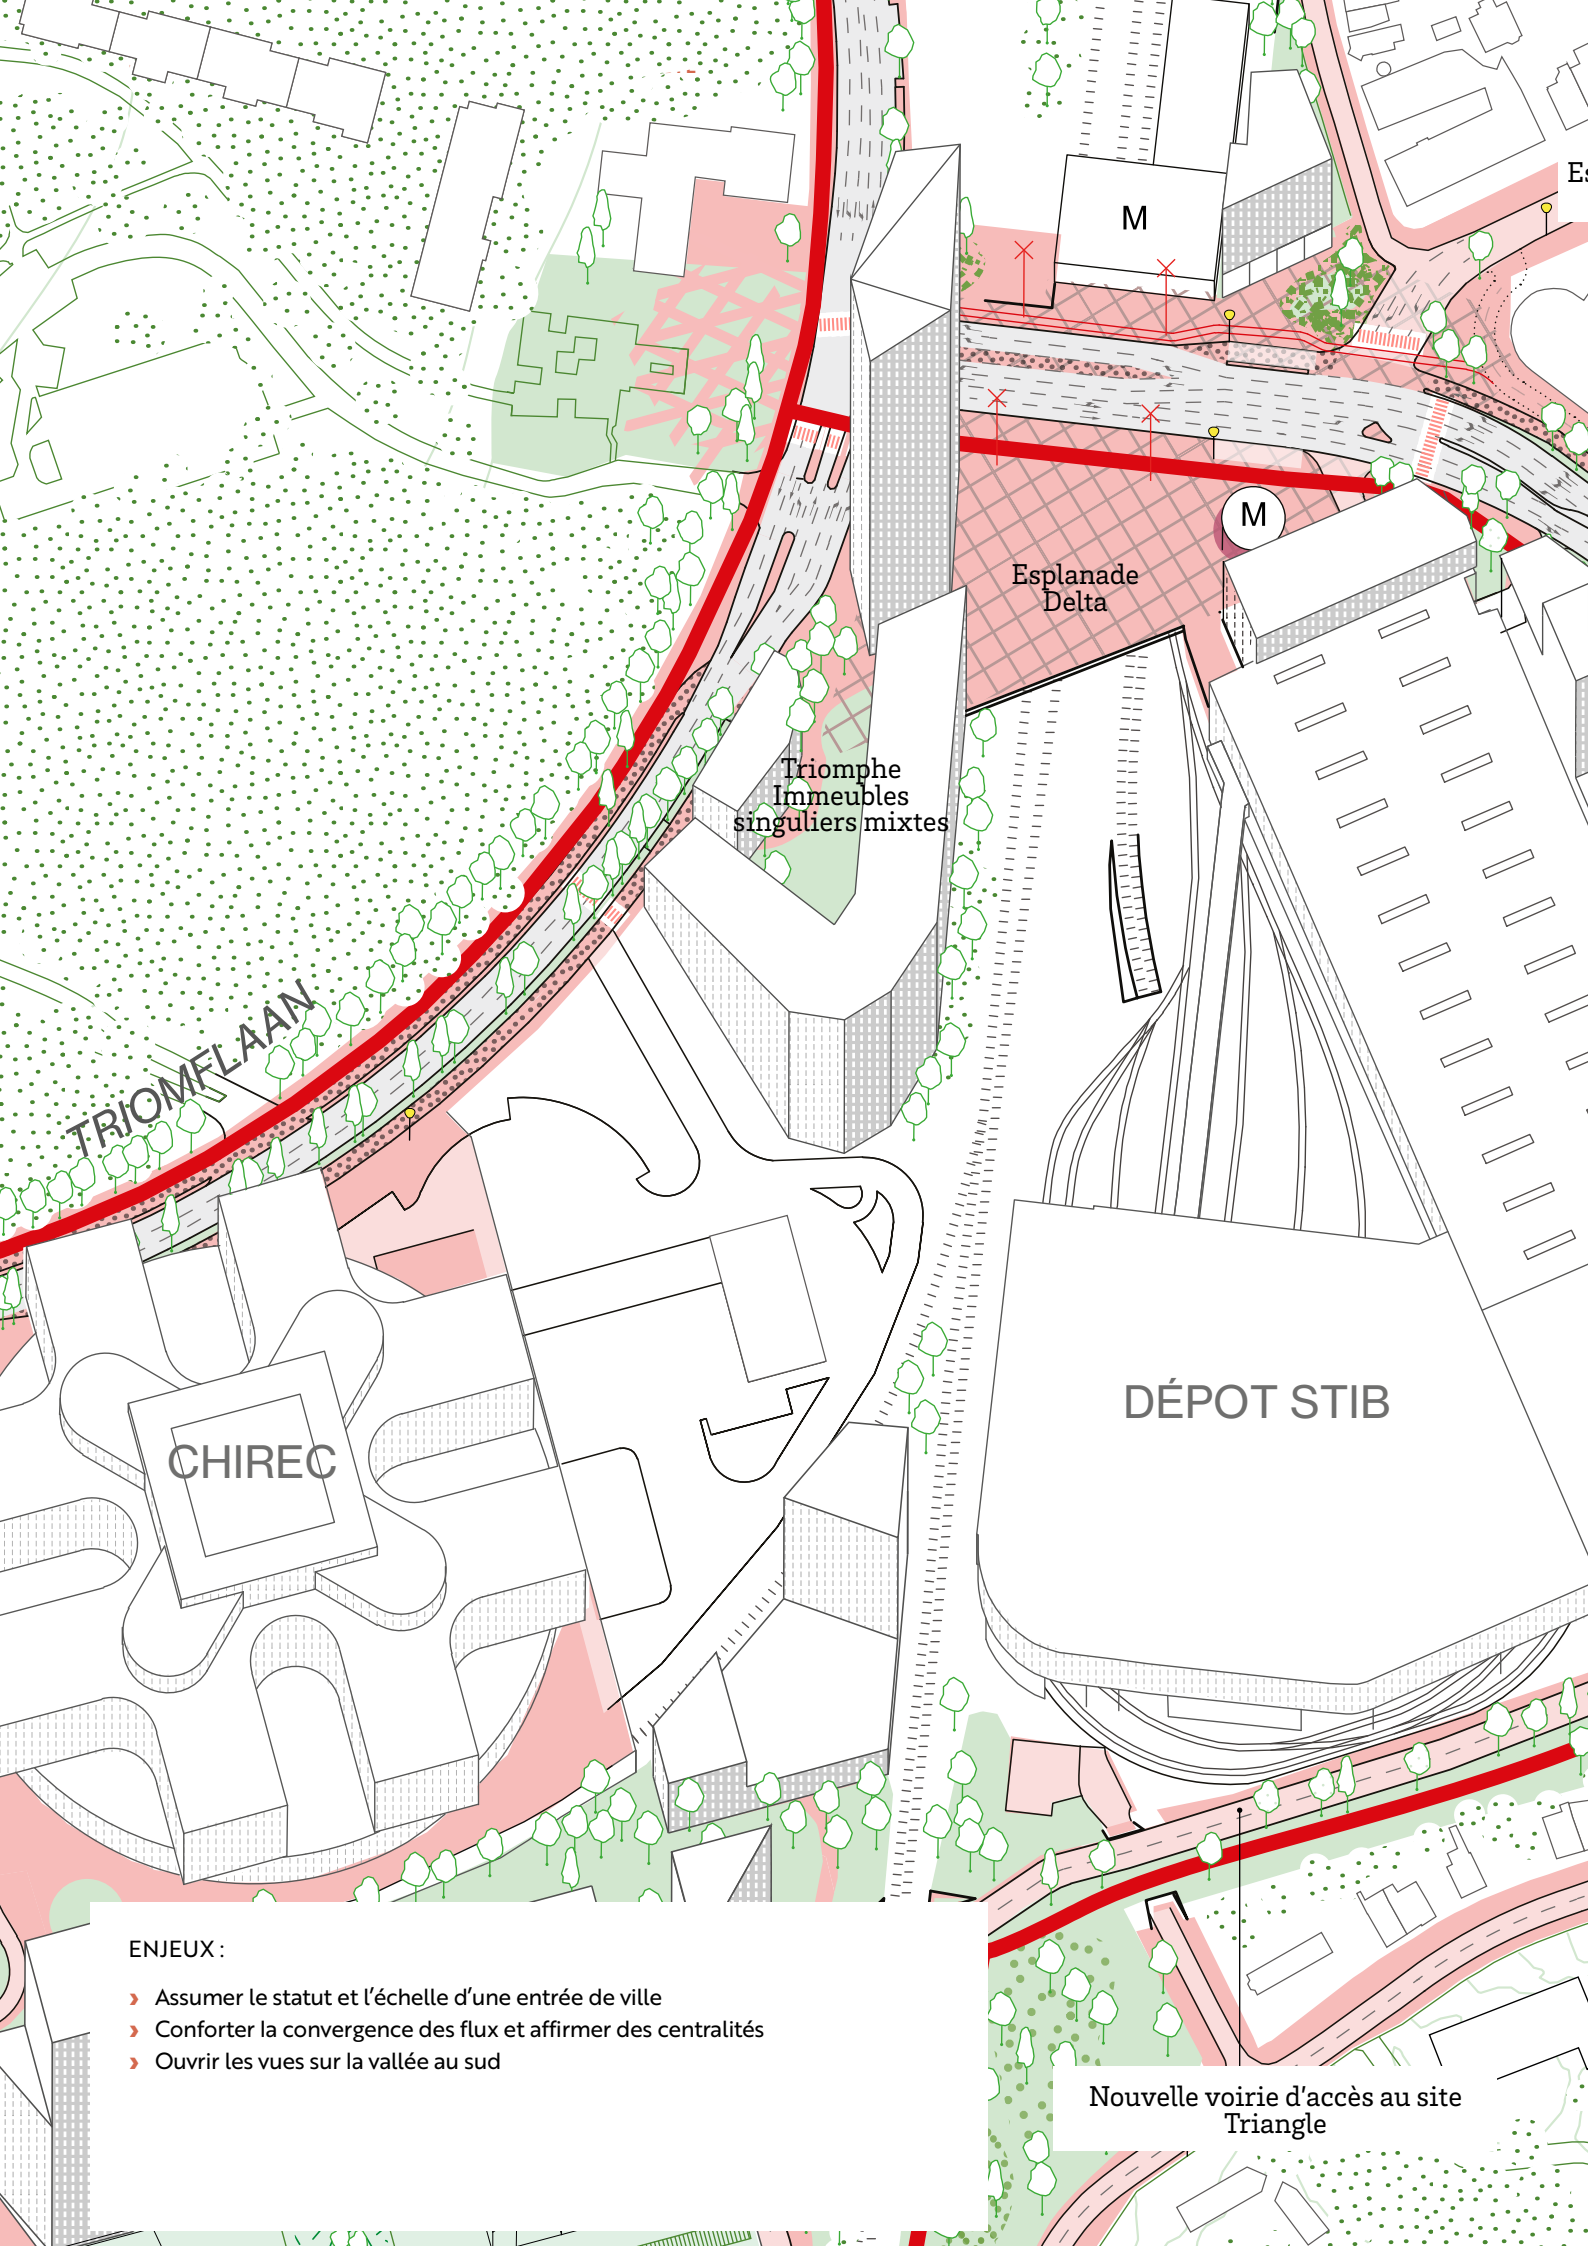 Es
M
M
Esplanade
Delta
Triomphe
Immeubles
singuliers mixtes
TRIOMFLAAN
DÉPOT STIB
CHIREC
ENJEUX :
› Assumer le statut et l’échelle d’une entrée de ville
› Conforter la convergence des flux et affirmer des centralités
› Ouvrir les vues sur la vallée au sud
Nouvelle voirie d’accès au site
Triangle